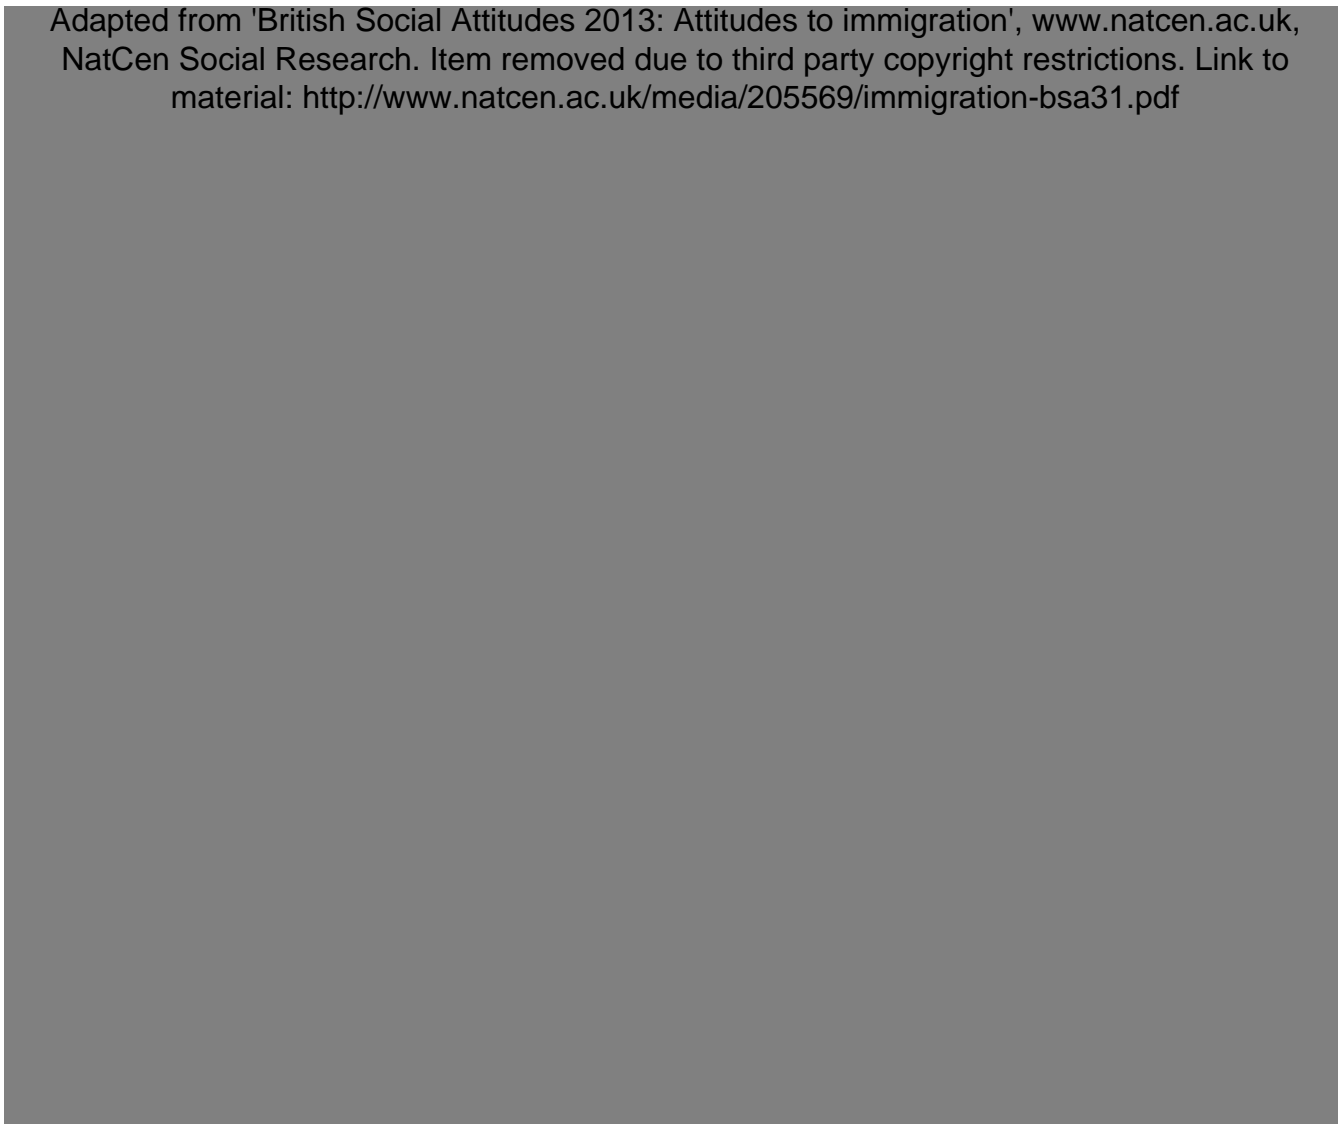 Adapted from 'British Social Attitudes 2013: Attitudes to immigration', www.natcen.ac.uk,
NatCen Social Research. Item removed due to third party copyright restrictions. Link to
material: http://www.natcen.ac.uk/media/205569/immigration-bsa31.pdf